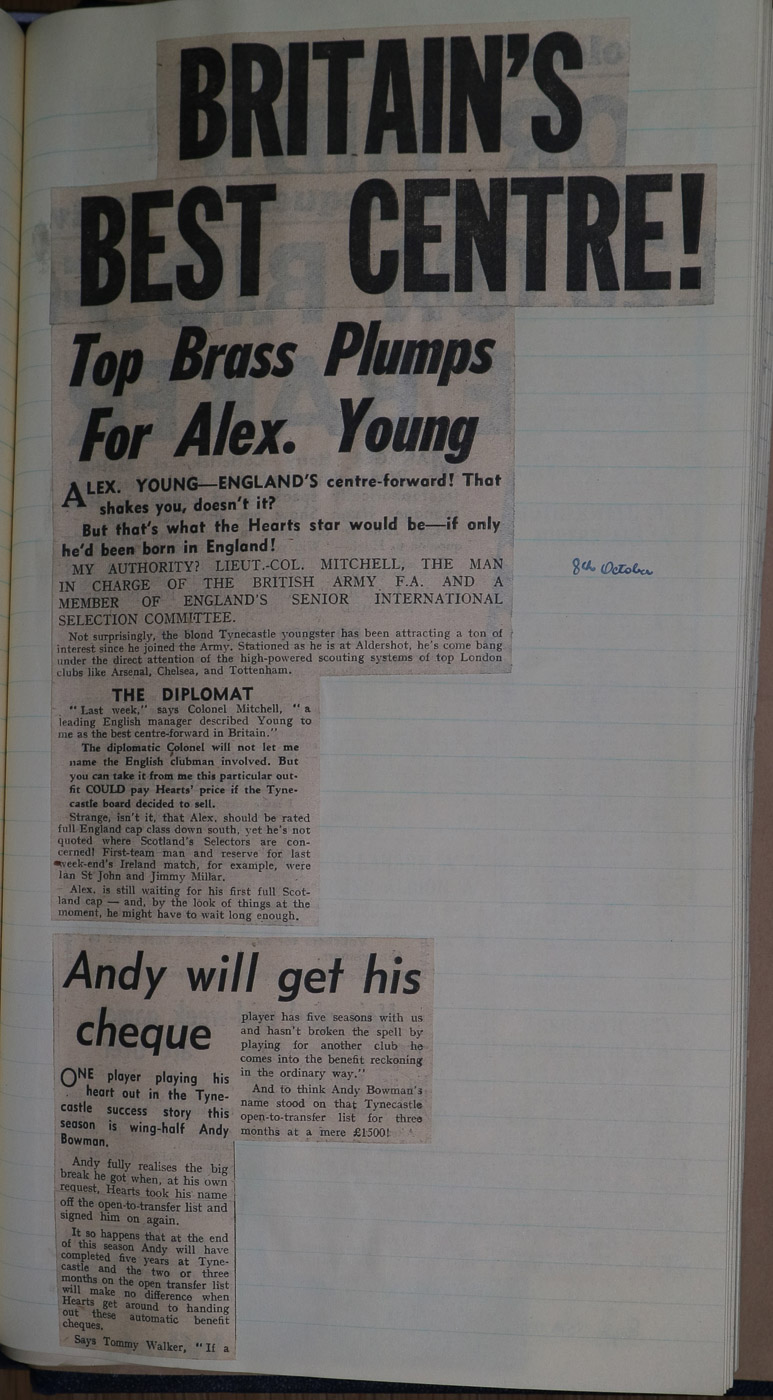 BRITAIN'S
BEST CENTRE!
Top Brass Plumps
For Alex. Young
ALEX. YOUNG—ENGLAND'S centre-forward! That
shakes you, doesn't it?
But that's what the Hearts star would be—if only
he'd been born in England!
MY AUTHORITY? LIEUT.-COL. MITCHELL, THE MAN
IN CHARGE OF THE BRITISH ARMY F.A. AND A
MEMBER OF ENGLAND'S SENIOR INTERNATIONAL
SELECTION COMMITTEE.
Not surprisingly, the blond Tynecastle youngster has been attracting a ton of
interest since he joined the Army. Stationed as he is at Aldershot, he's come bang
under the direct attention of the high-powered scouting systems of top London
clubs like Arsenal, Chelsea, and Tottenham.
THE DIPLOMAT
"Last week," says Colonel Mitchell, "a
leading English manager described Young to
me as the best centre-forward in Britain."
The diplomatic Colonel will not let me
name the English clubman involved. But
you can take it from me this particular out-
fit COULD pay Hearts' price if the Tyne-
castle board decided to sell.
Strange, isn't it, that Alex. should be rated
full England cap class down south, yet he's not
quoted where Scotland's Selectors are con-
cerned! First-team man and reserve for last
week-end's Ireland match, for example, were
Ian St John and Jimmy Millar.
Alex. is still waiting for his first full Scot-
land cap — and, by the look of things at the
moment, he might have to wait long enough.
8th October
Andy will get his
cheque
ONE player playing his
heart out in the Tyne-
castle success story this
season is wing-half Andy
Bowman.
Andy fully realises the big
break he got when, at his own
request, Hearts took his name
off the open-to-transfer list and
signed him on again.
It so happens that at the end
of this season Andy will have
completed five years at Tyne-
castle and the two or three
months on the open transfer list
will make no difference when
Hearts get around to handing
out these automatic benefit
cheques.
Says Tommy Walker, "If a
player has five seasons with us
and hasn't broken the spell by
playing for another club he
comes into the benefit reckoning
in the ordinary way."
And to think Andy Bowman's
name stood on that Tynecastle
open-to-transfer list for three
months at a mere £1500!